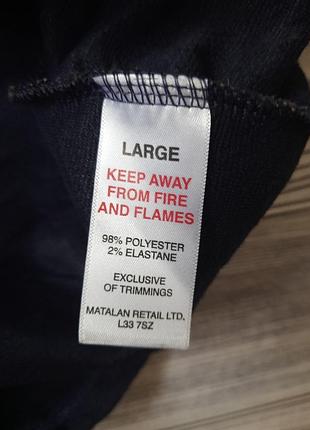 LARGE
KEEP AWAY
FROM FIRE
AND FLAMES
98% POLYESTER
2% ELASTANE
EXCLUSIVE
OF TRIMMINGS
MATALAN RETAIL LTD.
L33 7SZ